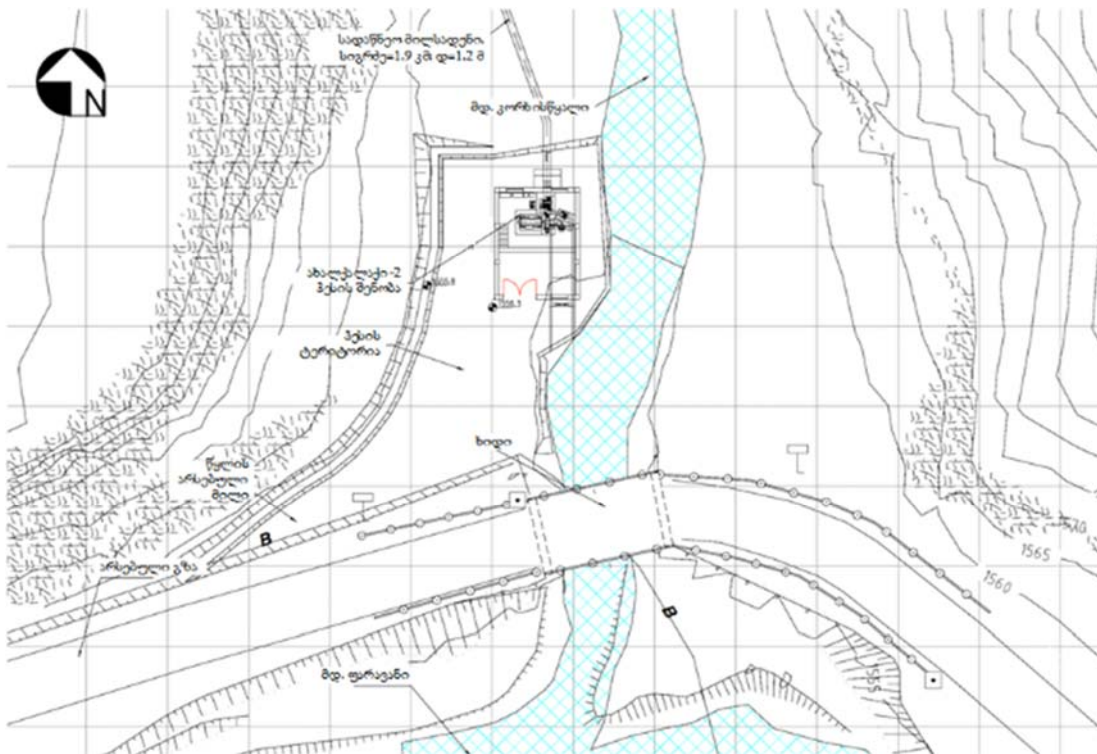 სადაწნეო მილსადენი.
სიგრძე=1.9 კმ; დ=1.2 მ
მდ. კორხისწყალი
N
ახალქალაქი-2
ჰესის შენობა
ჰესის
ტერიტორია
ხიდი
წყლის
არსებული
მილი
B
არსებული გზა
1565
1560
B
1555
მდ. ფარავანი